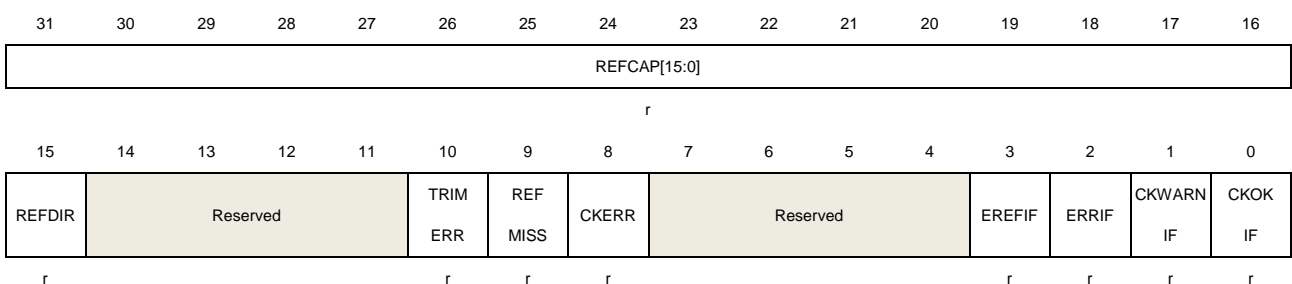 31 30 29 28 27 26 25 24 23 22 21 20 19 18 17 16
REFCAP[15:0]
r
15 14 13 12 11 10 9 8 7 6 5 4 3 2 1 0
REFDIR Reserved TRIM ERR REF MISS CKERR Reserved EREFIF ERRIF CKWARN IF CKOK IF
r r r r r r r r